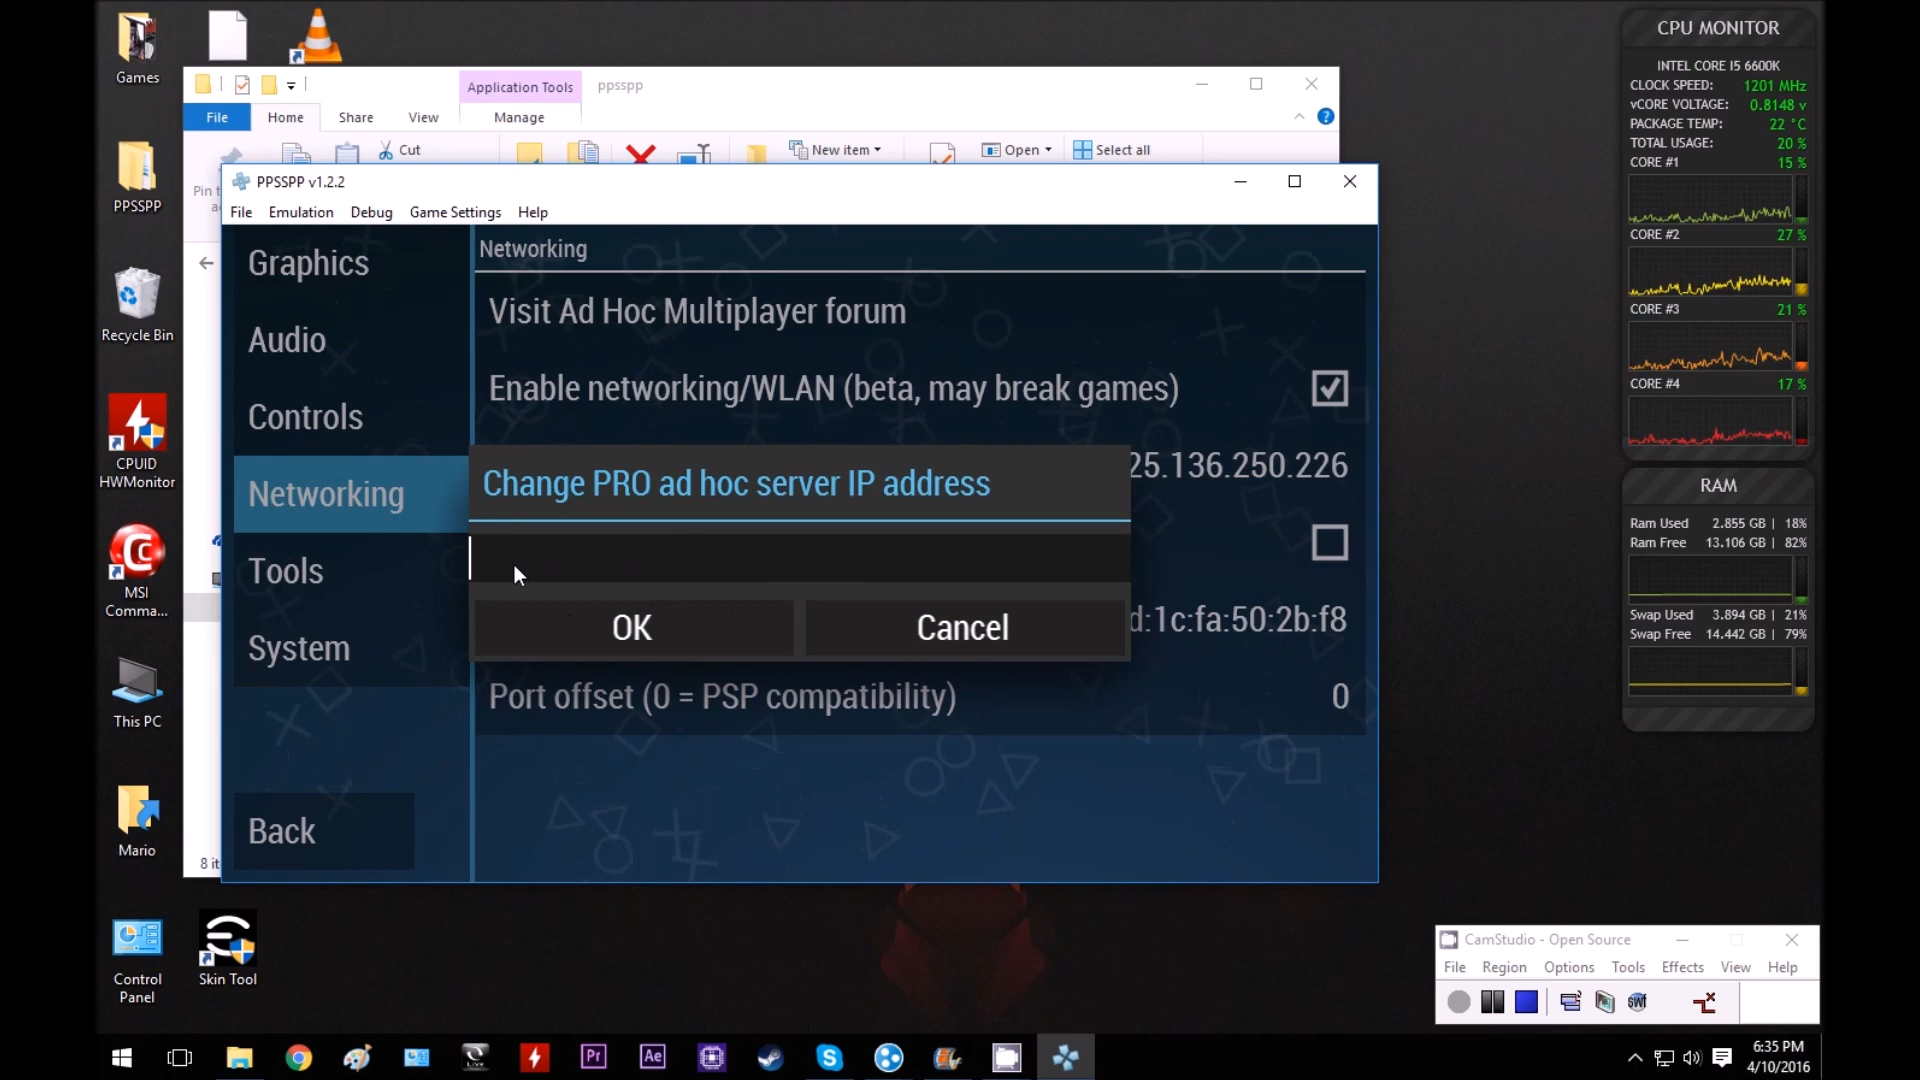 Games
PPSSPP
Recycle Bin
CPUID
HWMonitor
MSI
Comma...
This PC
Mario
Control
Panel
Skin Tool
Application Tools
ppsspp
File
Home
Share
View
Manage
Cut
New item
Open
Select all
Pin t
8 it
PPSSPP v1.2.2
File Emulation Debug Game Settings Help
Graphics
Audio
Controls
Networking
Tools
System
Back
Networking
Visit Ad Hoc Multiplayer forum
Enable networking/WLAN (beta, may break games)
25.136.250.226
Change PRO ad hoc server IP address
OK
Cancel
d:1c:fa:50:2b:f8
Port offset (0 = PSP compatibility)
0
CPU MONITOR
INTEL CORE I5 6600K
CLOCK SPEED: 1201 MHz
vCORE VOLTAGE: 0.8148 v
PACKAGE TEMP: 22 °C
TOTAL USAGE: 20 %
CORE #1 15 %
CORE #2 27 %
CORE #3 21 %
CORE #4 17 %
RAM
Ram Used 2.855 GB | 18%
Ram Free 13.106 GB | 82%
Swap Used 3.894 GB | 21%
Swap Free 14.442 GB | 79%
CamStudio - Open Source
File Region Options Tools Effects View Help
SWF
LIVE
Pr
Ae
6:35 PM
4/10/2016